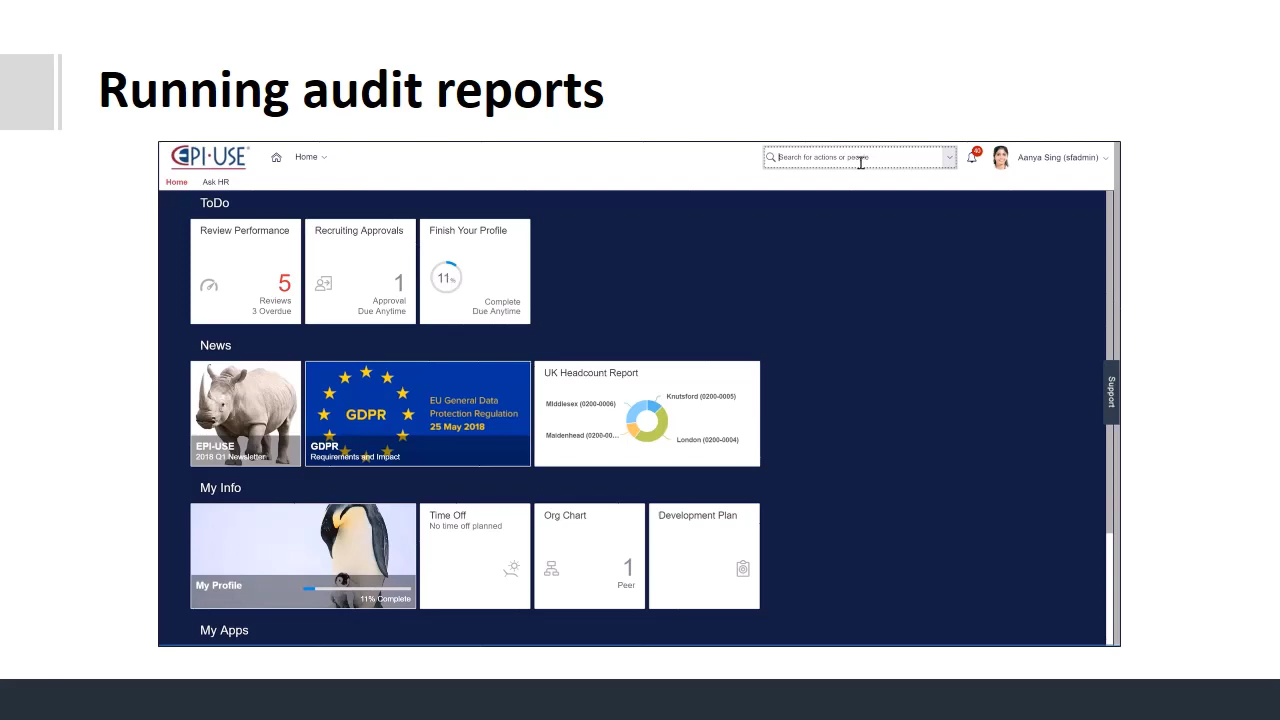 Running audit reports
EPI·USE
Home
Search for actions or people
40
Aanya Singh (sfadmin)
Home
Ask HR
ToDo
Review Performance
5
Reviews
3 Overdue
Recruiting Approvals
1
Approval
Due Anytime
Finish Your Profile
11%
Complete
Due Anytime
News
EPI-USE
2018 Q1 Newsletter
GDPR
EU General Data
Protection Regulation
25 May 2018
GDPR
Requirements and Impact
UK Headcount Report
Middlesex (0200-0006)
Knutsford (0200-0005)
Maidenhead (0200-00...
London (0200-0004)
Support
My Info
My Profile
11% Complete
Time Off
No time off planned
Org Chart
1
Peer
Development Plan
My Apps